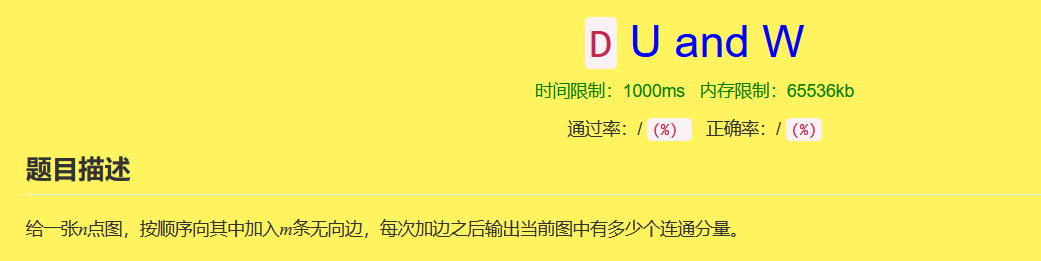 D U and W
时间限制：1000ms 内存限制：65536kb
通过率：/ (%) 正确率：/ (%)
题目描述
给一张n点图，按顺序向其中加入m条无向边，每次加边之后输出当前图中有多少个连通分量。